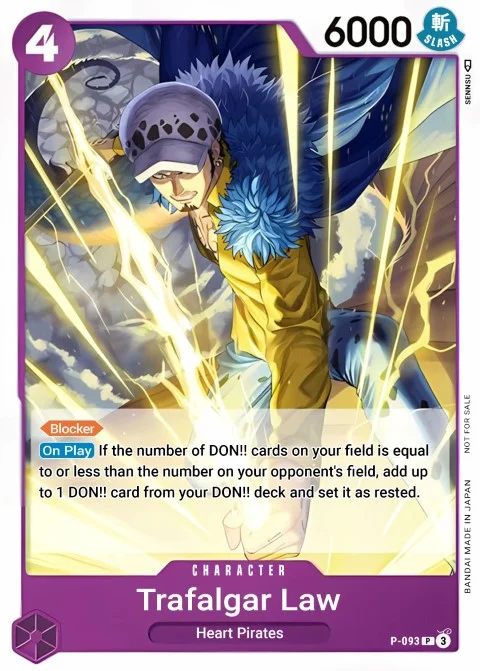 4
6000
斬
SLASH
SENNSU
Blocker
On Play If the number of DON!! cards on your field is equal
to or less than the number on your opponent's field, add up
to 1 DON!! card from your DON!! deck and set it as rested.
CHARACTER
Trafalgar Law
Heart Pirates
P-093 P 3
BANDAI MADE IN JAPAN NOT FOR SALE